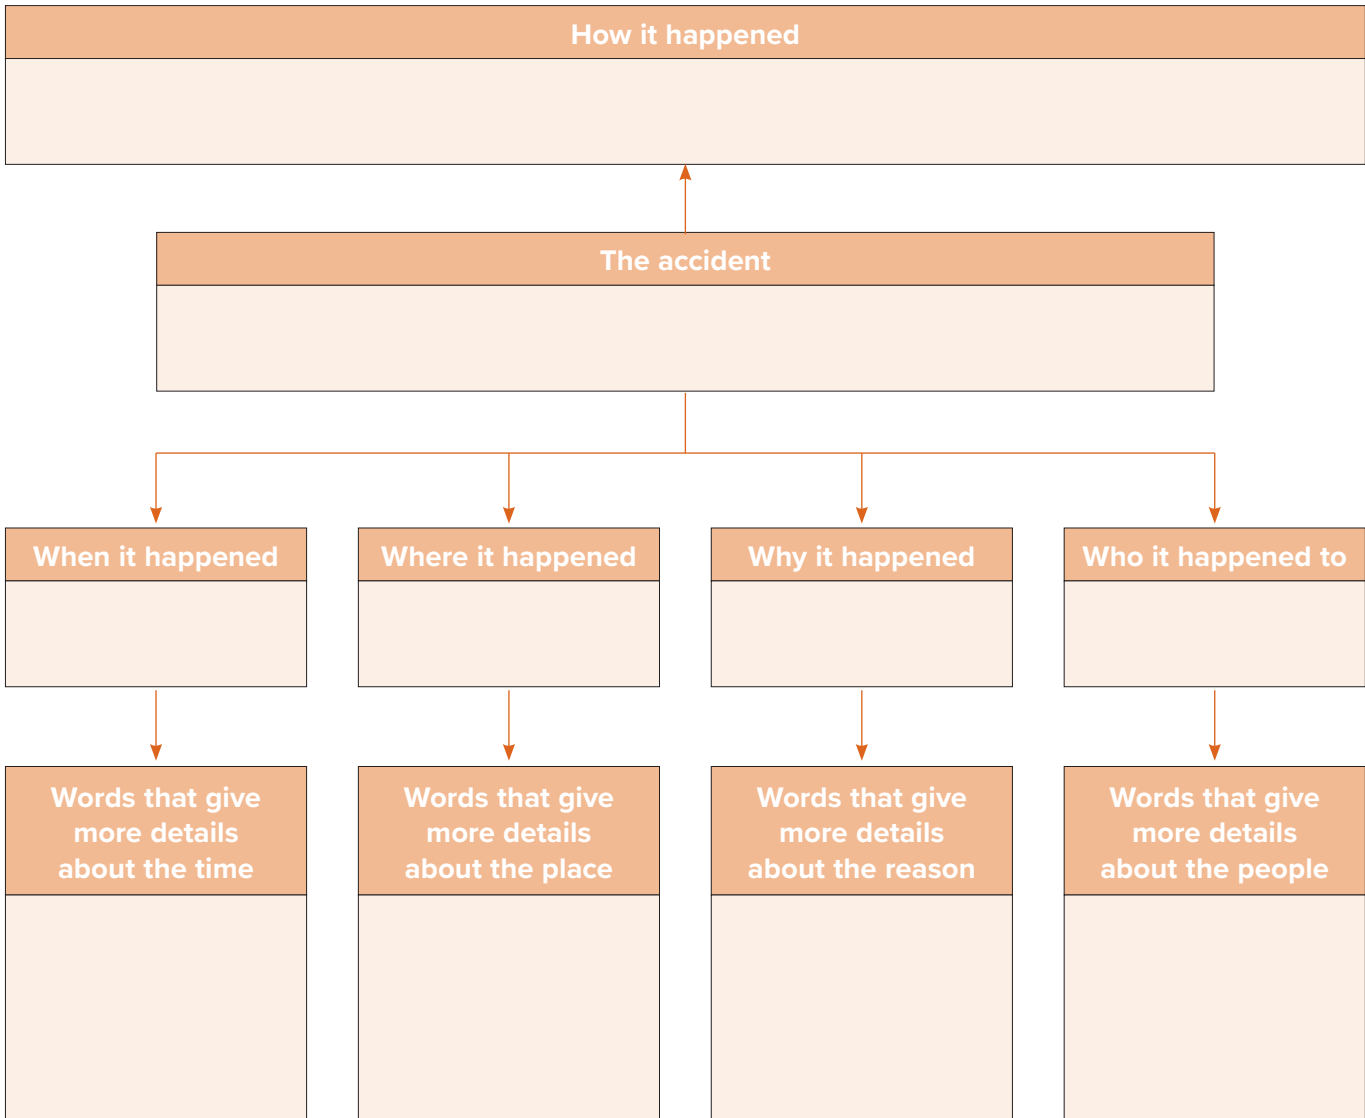 How it happened
The accident
When it happened
Where it happened
Why it happened
Who it happened to
Words that give
more details
about the time
Words that give
more details
about the place
Words that give
more details
about the reason
Words that give
more details
about the people